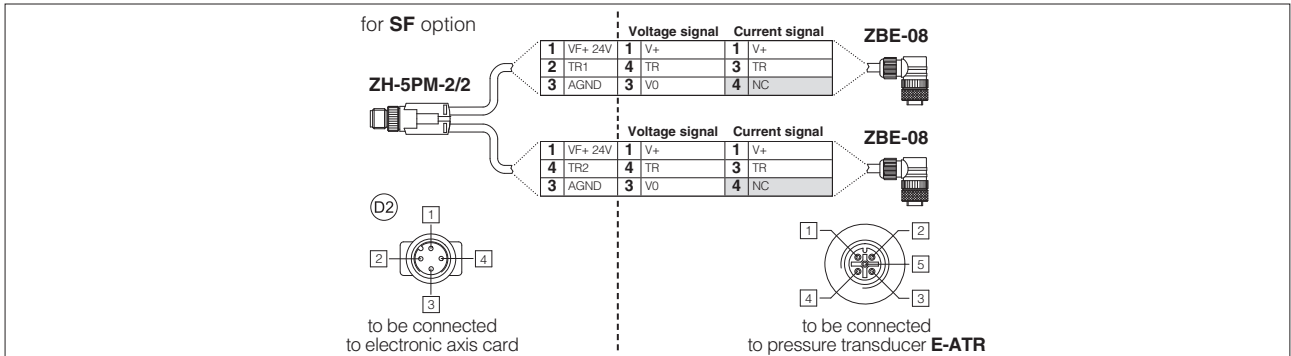 for SF option
ZH-5PM-2/2
Voltage signal Current signal
ZBE-08
1 VF+ 24V 1 V+ 1 V+
2 TR1 4 TR 3 TR
3 AGND 3 V0 4 NC
Voltage signal Current signal
ZBE-08
1 VF+ 24V 1 V+ 1 V+
4 TR2 4 TR 3 TR
3 AGND 3 V0 4 NC
D2
1
2 4
3
to be connected
to electronic axis card
1 2
5
4 3
to be connected
to pressure transducer E-ATR